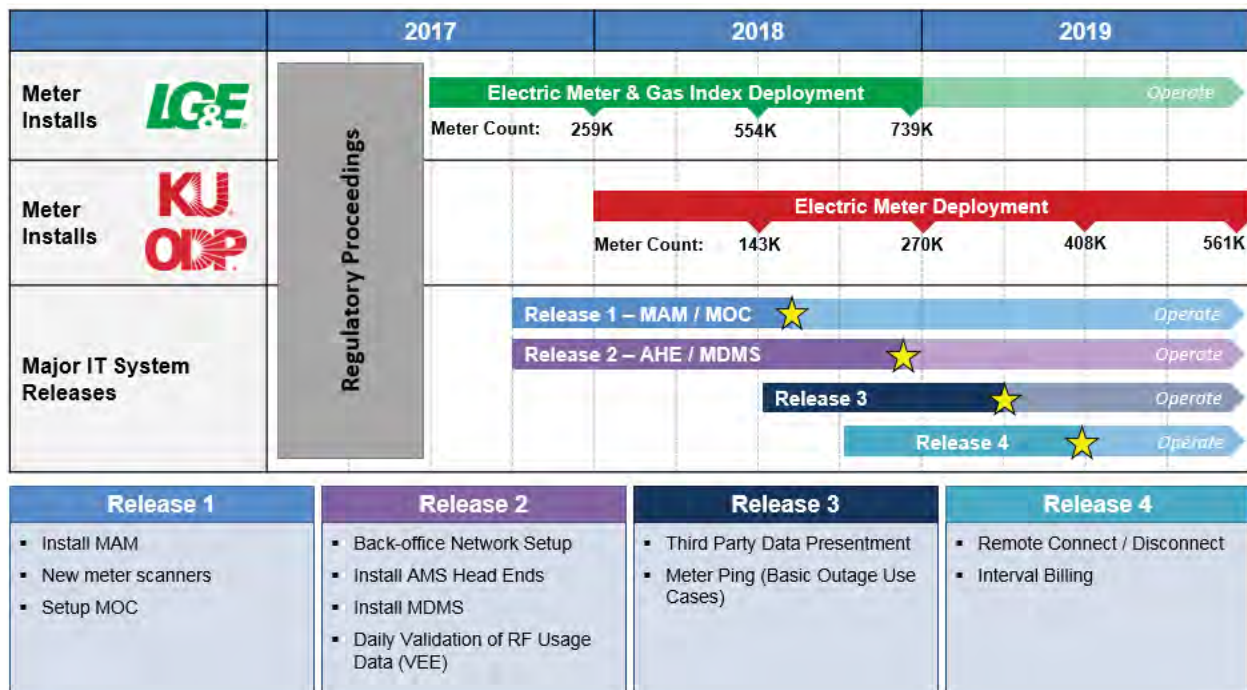 2017 2018 2019
Meter
Installs
LG&E
Electric Meter & Gas Index Deployment
Operate
Meter Count: 259K 554K 739K
Regulatory Proceedings
Meter
Installs
KU
ODP
Electric Meter Deployment
Meter Count: 143K 270K 408K 561K
Major IT System
Releases
Release 1 – MAM / MOC
Operate
Release 2 – AHE / MDMS
Operate
Release 3
Operate
Release 4
Operate
Release 1
▪ Install MAM
▪ New meter scanners
▪ Setup MOC
Release 2
▪ Back-office Network Setup
▪ Install AMS Head Ends
▪ Install MDMS
▪ Daily Validation of RF Usage
Data (VEE)
Release 3
▪ Third Party Data Presentment
▪ Meter Ping (Basic Outage Use
Cases)
Release 4
▪ Remote Connect / Disconnect
▪ Interval Billing